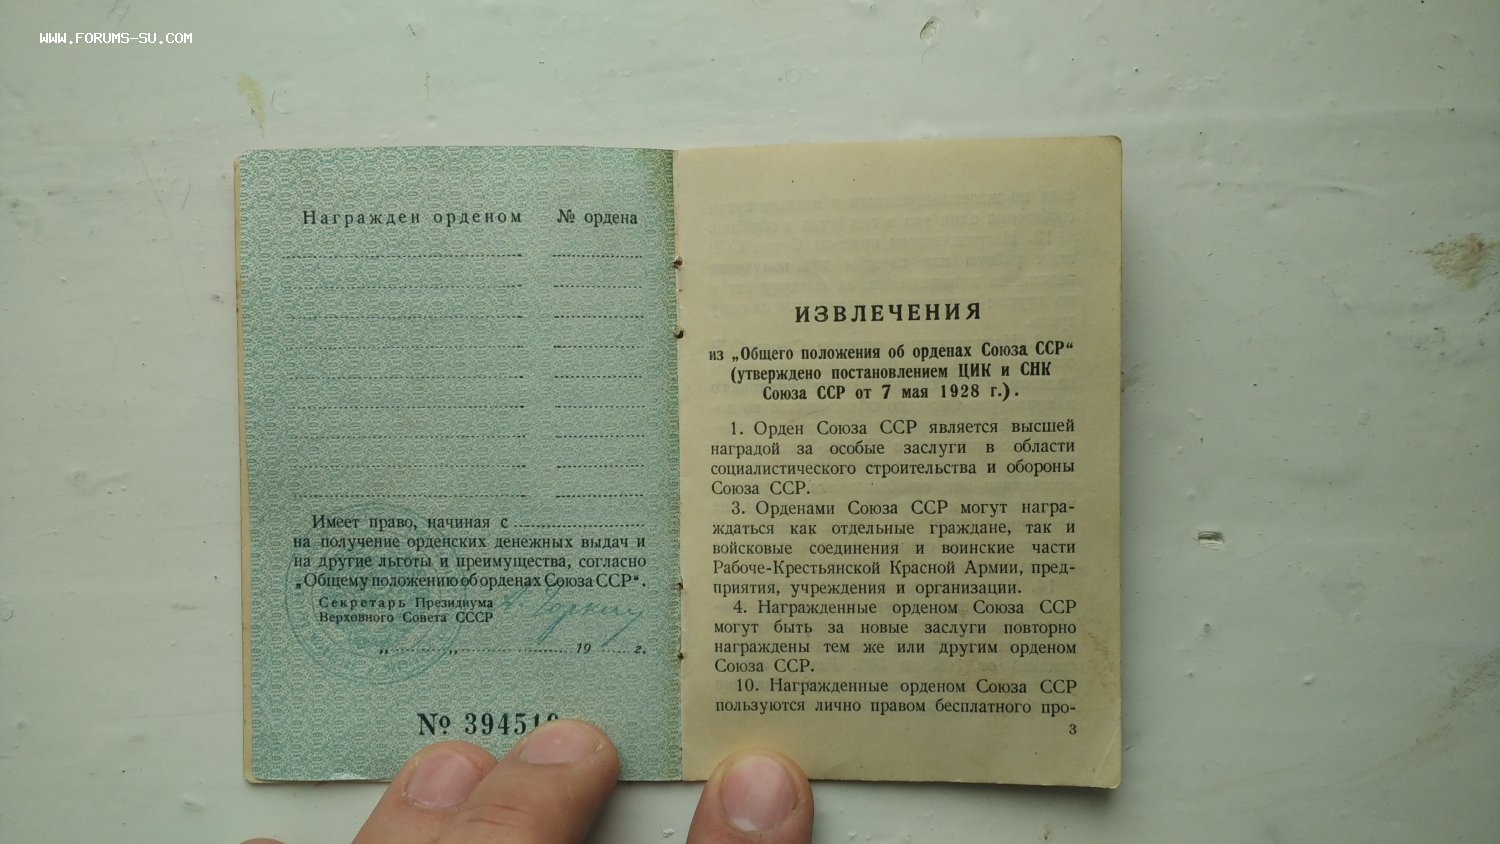 WWW.FORUMS-SU.COM
Награжден орденом № ордена
Имеет право, начиная с
на получение орденских денежных выдач и
на другие льготы и преимущества, согласно
„Общему положению об орденах Союза ССР“.
Секретарь Президиума
Верховного Совета СССР
„ „ 19 г.
№ 394510
ИЗВЛЕЧЕНИЯ
из „Общего положения об орденах Союза ССР“
(утверждено постановлением ЦИК и СНК
Союза ССР от 7 мая 1928 г.).
1. Орден Союза ССР является высшей
наградой за особые заслуги в области
социалистического строительства и обороны
Союза ССР.
3. Орденами Союза ССР могут награ-
ждаться как отдельные граждане, так и
войсковые соединения и воинские части
Рабоче-Крестьянской Красной Армии, пред-
приятия, учреждения и организации.
4. Награжденные орденом Союза ССР
могут быть за новые заслуги повторно
награждены тем же или другим орденом
Союза ССР.
10. Награжденные орденом Союза ССР
пользуются лично правом бесплатного про-
3